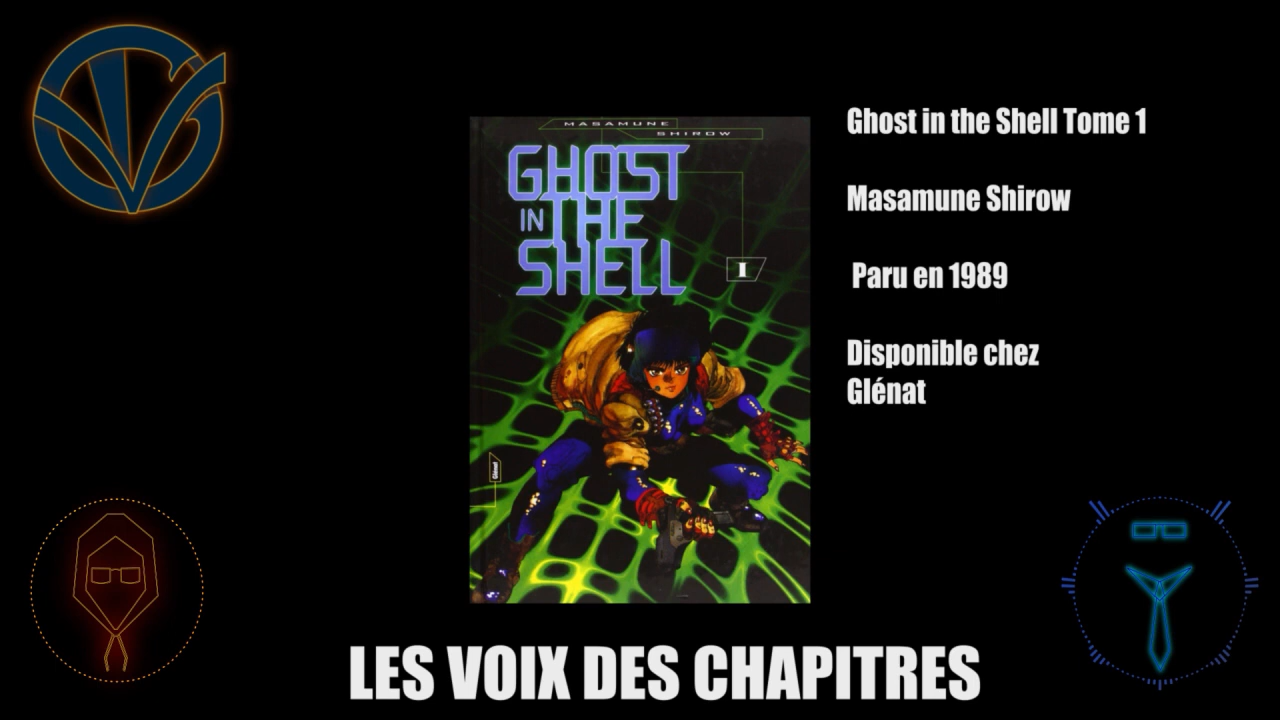 MASAMUNE
SHIROW
GHOST
IN THE
SHELL
I
Glénat
Ghost in the Shell Tome 1
Masamune Shirow
Paru en 1989
Disponible chez
Glénat
LES VOIX DES CHAPITRES